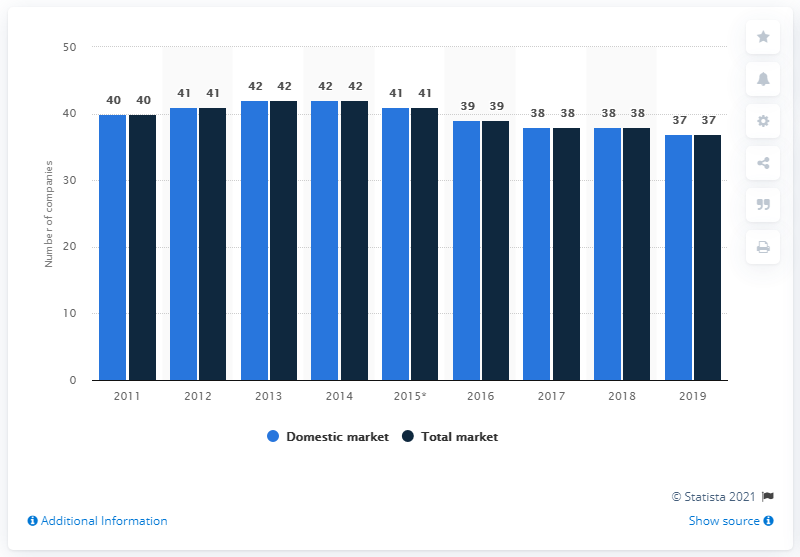 50
40
30
20
10
0
Number of companies
40 40 41 41 42 42 42 42 41 41 39 39 38 38 38 38 37 37
2011 2012 2013 2014 2015* 2016 2017 2018 2019
Domestic market Total market
© Statista 2021
Additional Information Show source